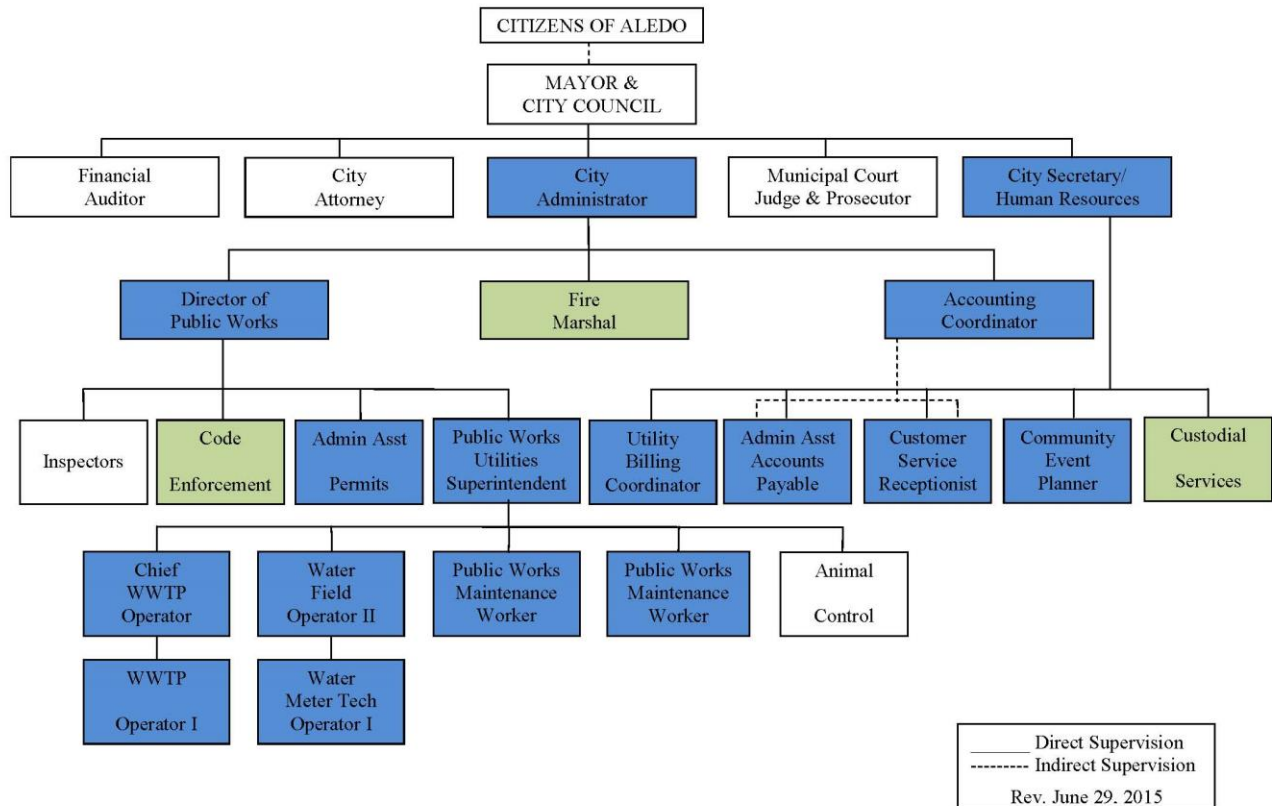 CITIZENS OF ALEDO
MAYOR &
CITY COUNCIL
Financial
Auditor
City
Attorney
City
Administrator
Municipal Court
Judge & Prosecutor
City Secretary/
Human Resources
Director of
Public Works
Fire
Marshal
Accounting
Coordinator
Inspectors
Code
Enforcement
Admin Asst
Permits
Public Works
Utilities
Superintendent
Utility
Billing
Coordinator
Admin Asst
Accounts
Payable
Customer
Service
Receptionist
Community
Event
Planner
Custodial
Services
Chief
WWTP
Operator
Water
Field
Operator II
Public Works
Maintenance
Worker
Public Works
Maintenance
Worker
Animal
Control
WWTP
Operator I
Water
Meter Tech
Operator I
Direct Supervision
Indirect Supervision
Rev. June 29, 2015